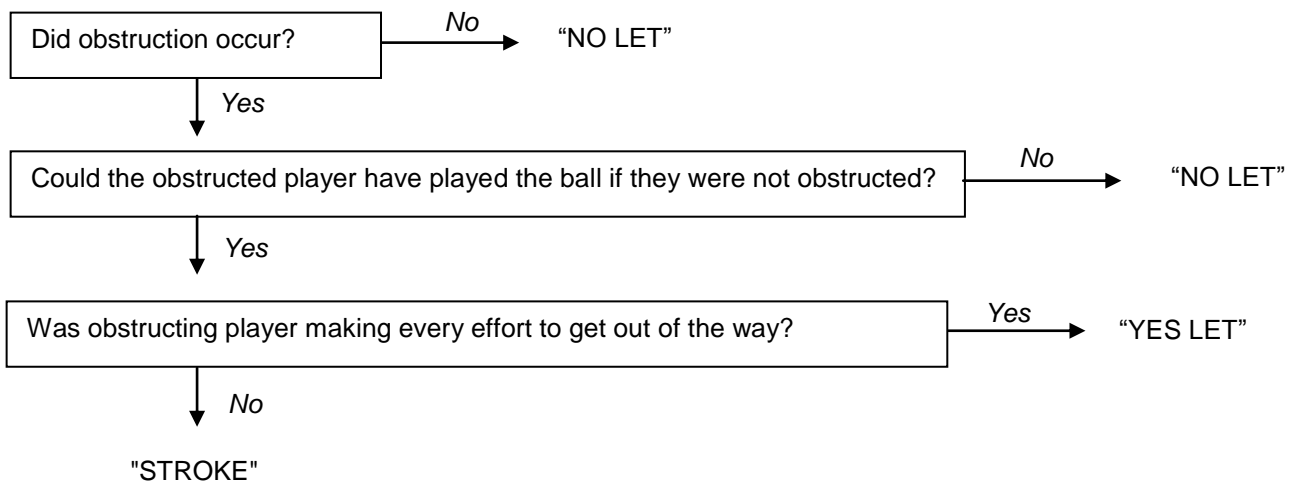 Did obstruction occur?
No
“NO LET”
Yes
Could the obstructed player have played the ball if they were not obstructed?
No
“NO LET”
Yes
Was obstructing player making every effort to get out of the way?
Yes
“YES LET”
No
"STROKE"